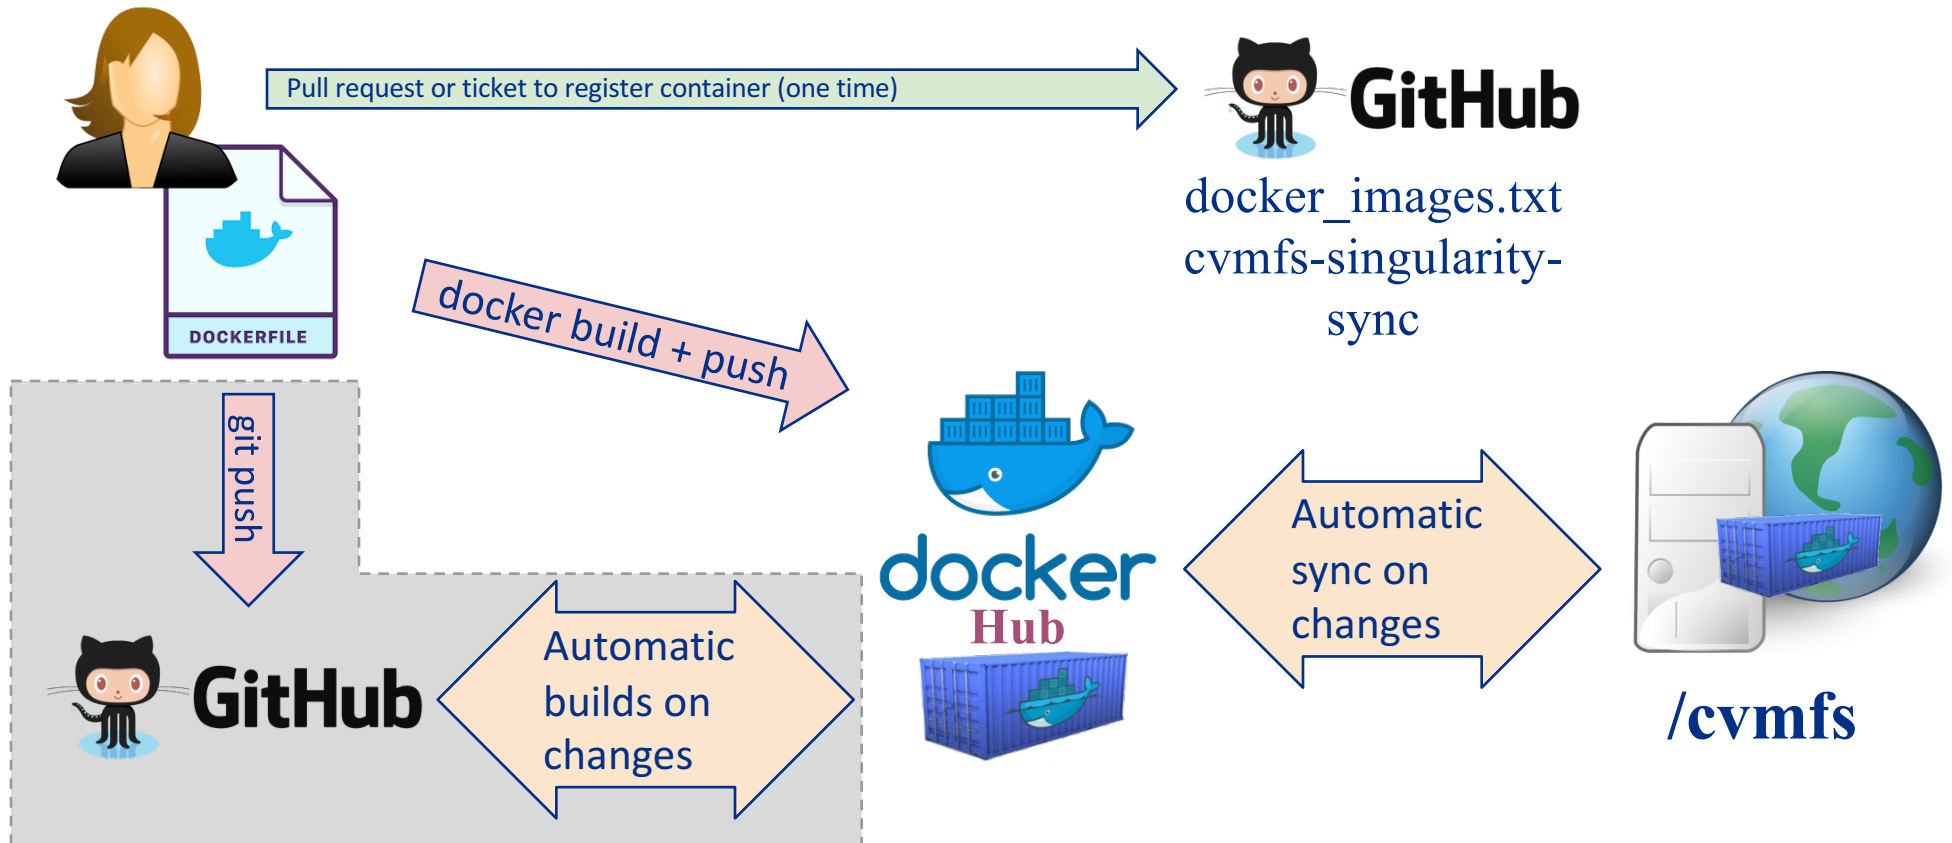 Pull request or ticket to register container (one time)
GitHub
docker_images.txt
cvmfs-singularity-
sync
DOCKERFILE
docker build + push
git push
docker
Hub
Automatic
sync on
changes
/cvmfs
GitHub
Automatic
builds on
changes